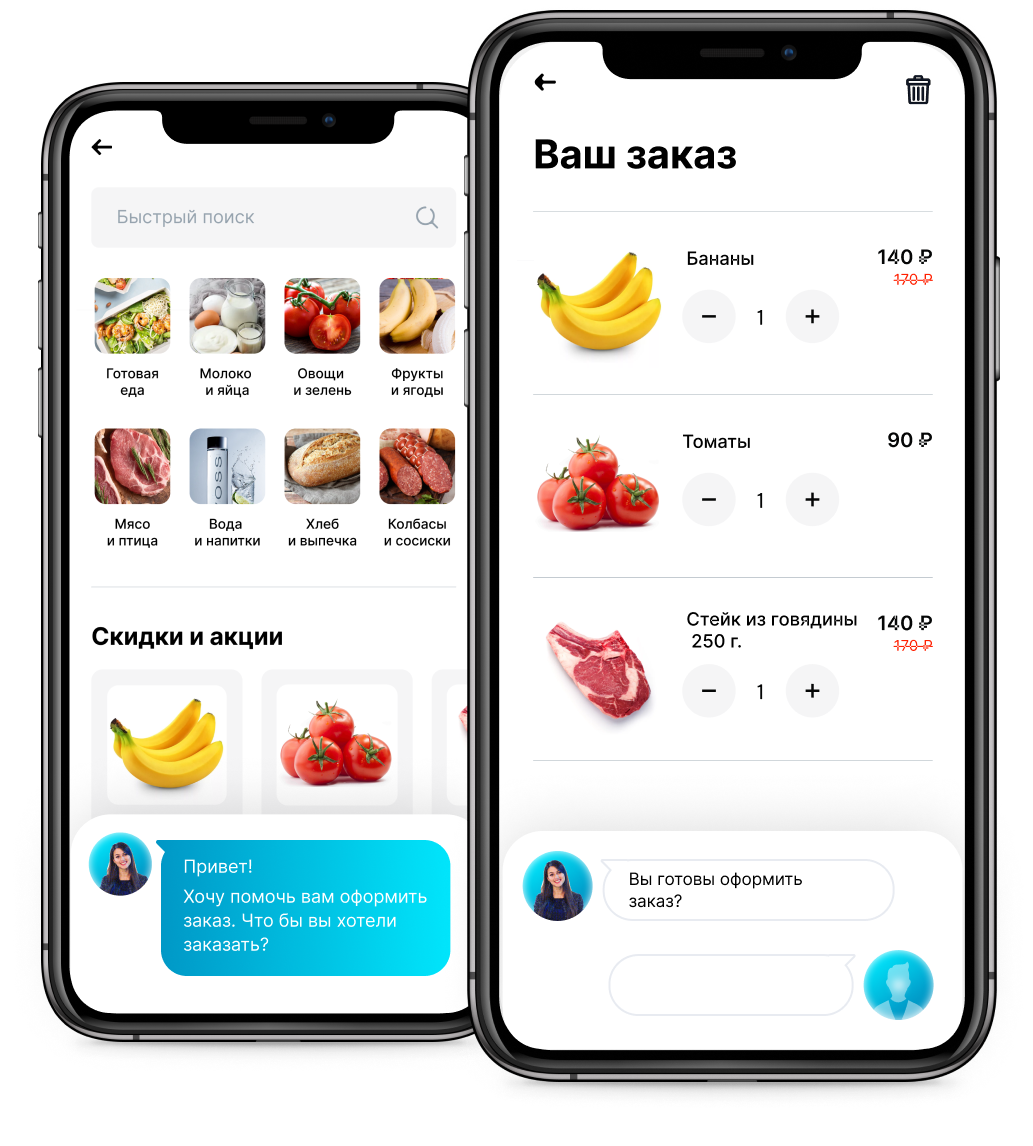 Быстрый поиск
Готовая
еда
Молоко
и яйца
Овощи
и зелень
Фрукты
и ягоды
Мясо
и птица
Вода
и напитки
Хлеб
и выпечка
Колбасы
и сосиски
OSS
Скидки и акции
Привет!
Хочу помочь вам оформить
заказ. Что бы вы хотели
заказать?
Ваш заказ
Бананы
140 ₽
170 ₽
1
Томаты
90 ₽
1
Стейк из говядины
250 г.
140 ₽
170 ₽
1
Вы готовы оформить
заказ?